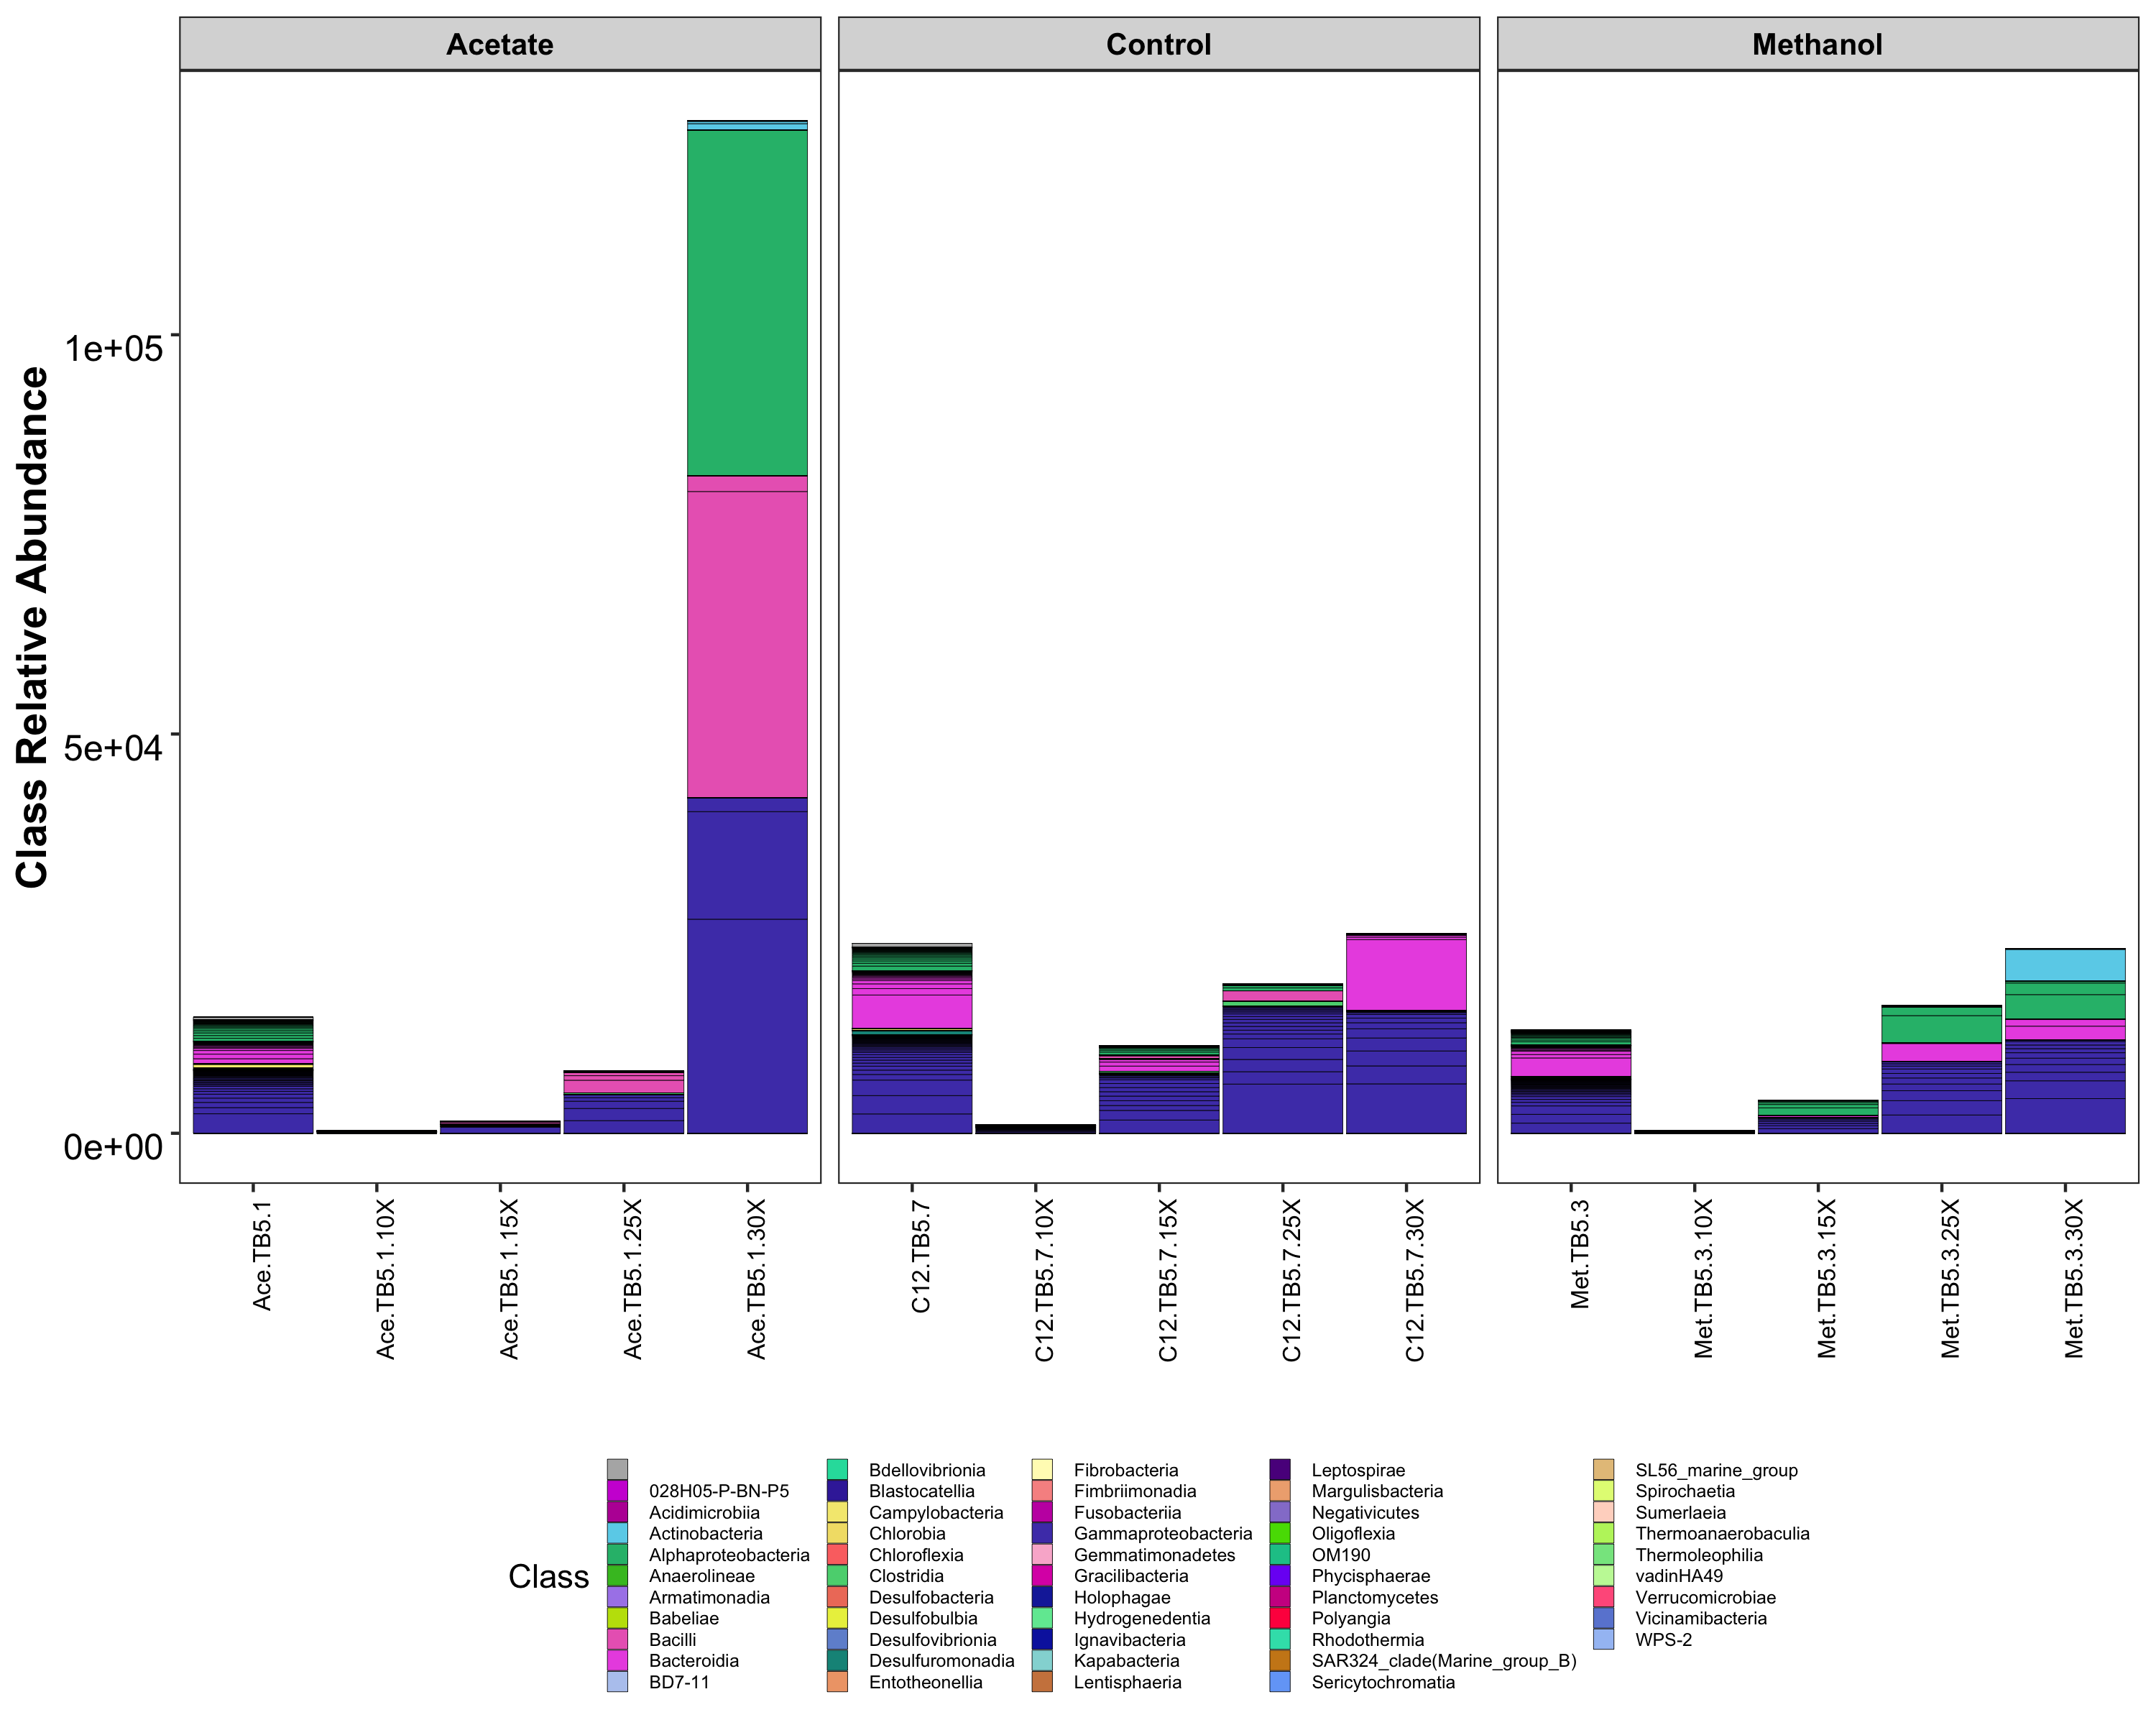 Acetate
Control
Methanol
Class Relative Abundance
1e+05
5e+04
0e+00
Ace.TB5.1
Ace.TB5.1.10X
Ace.TB5.1.15X
Ace.TB5.1.25X
Ace.TB5.1.30X
C12.TB5.7
C12.TB5.7.10X
C12.TB5.7.15X
C12.TB5.7.25X
C12.TB5.7.30X
Met.TB5.3
Met.TB5.3.10X
Met.TB5.3.15X
Met.TB5.3.25X
Met.TB5.3.30X
Class
028H05-P-BN-P5
Acidimicrobiia
Actinobacteria
Alphaproteobacteria
Anaerolineae
Armatimonadia
Babeliae
Bacilli
Bacteroidia
BD7-11
Bdellovibrionia
Blastocatellia
Campylobacteria
Chlorobia
Chloroflexia
Clostridia
Desulfobacteria
Desulfobulbia
Desulfovibrionia
Desulfuromonadia
Entotheonellia
Fibrobacteria
Fimbriimonadia
Fusobacteriia
Gammaproteobacteria
Gemmatimonadetes
Gracilibacteria
Holophagae
Hydrogenedentia
Ignavibacteria
Kapabacteria
Lentisphaeria
Leptospirae
Margulisbacteria
Negativicutes
Oligoflexia
OM190
Phycisphaerae
Planctomycetes
Polyangia
Rhodothermia
SAR324_clade(Marine_group_B)
Sericytochromatia
SL56_marine_group
Spirochaetia
Sumerlaeia
Thermoanaerobaculia
Thermoleophilia
vadinHA49
Verrucomicrobiae
Vicinamibacteria
WPS-2